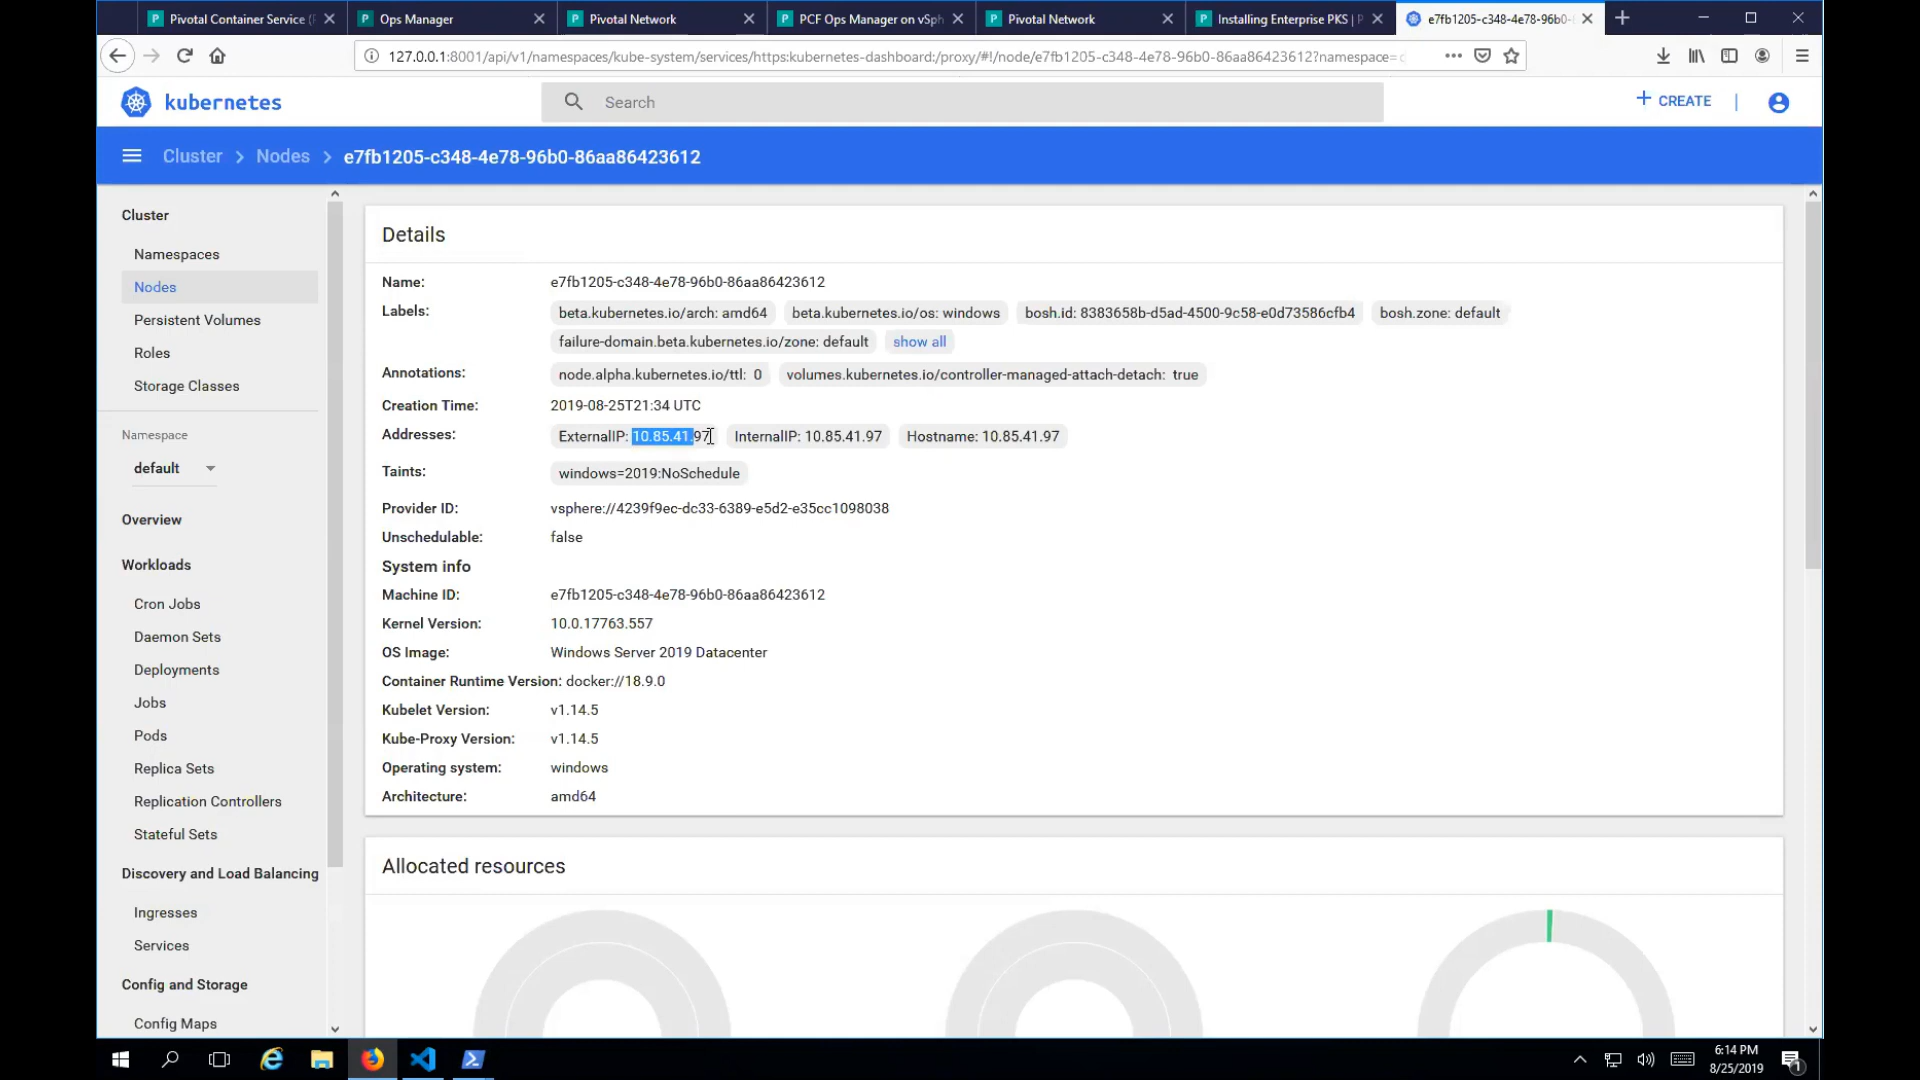 Pivotal Container Service (
Ops Manager
Pivotal Network
PCF Ops Manager on vSph
Pivotal Network
Installing Enterprise PKS | P
e7fb1205-c348-4e78-96b0-
127.0.0.1:8001/api/v1/namespaces/kube-system/services/https:kubernetes-dashboard:/proxy/#!/node/e7fb1205-c348-4e78-96b0-86aa86423612?namespace=
kubernetes
Search
+ CREATE |
Cluster > Nodes > e7fb1205-c348-4e78-96b0-86aa86423612
Cluster
Namespaces
Nodes
Persistent Volumes
Roles
Storage Classes
Namespace
default
Overview
Workloads
Cron Jobs
Daemon Sets
Deployments
Jobs
Pods
Replica Sets
Replication Controllers
Stateful Sets
Discovery and Load Balancing
Ingresses
Services
Config and Storage
Config Maps
Details
Name: e7fb1205-c348-4e78-96b0-86aa86423612
Labels: beta.kubernetes.io/arch: amd64 beta.kubernetes.io/os: windows bosh.id: 8383658b-d5ad-4500-9c58-e0d73586cfb4 bosh.zone: default
failure-domain.beta.kubernetes.io/zone: default show all
Annotations: node.alpha.kubernetes.io/ttl: 0 volumes.kubernetes.io/controller-managed-attach-detach: true
Creation Time: 2019-08-25T21:34 UTC
Addresses: ExternalIP: 10.85.41.97 InternalIP: 10.85.41.97 Hostname: 10.85.41.97
Taints: windows=2019:NoSchedule
Provider ID: vsphere://4239f9ec-dc33-6389-e5d2-e35cc1098038
Unschedulable: false
System info
Machine ID: e7fb1205-c348-4e78-96b0-86aa86423612
Kernel Version: 10.0.17763.557
OS Image: Windows Server 2019 Datacenter
Container Runtime Version: docker://18.9.0
Kubelet Version: v1.14.5
Kube-Proxy Version: v1.14.5
Operating system: windows
Architecture: amd64
Allocated resources
6:14 PM
8/25/2019
1